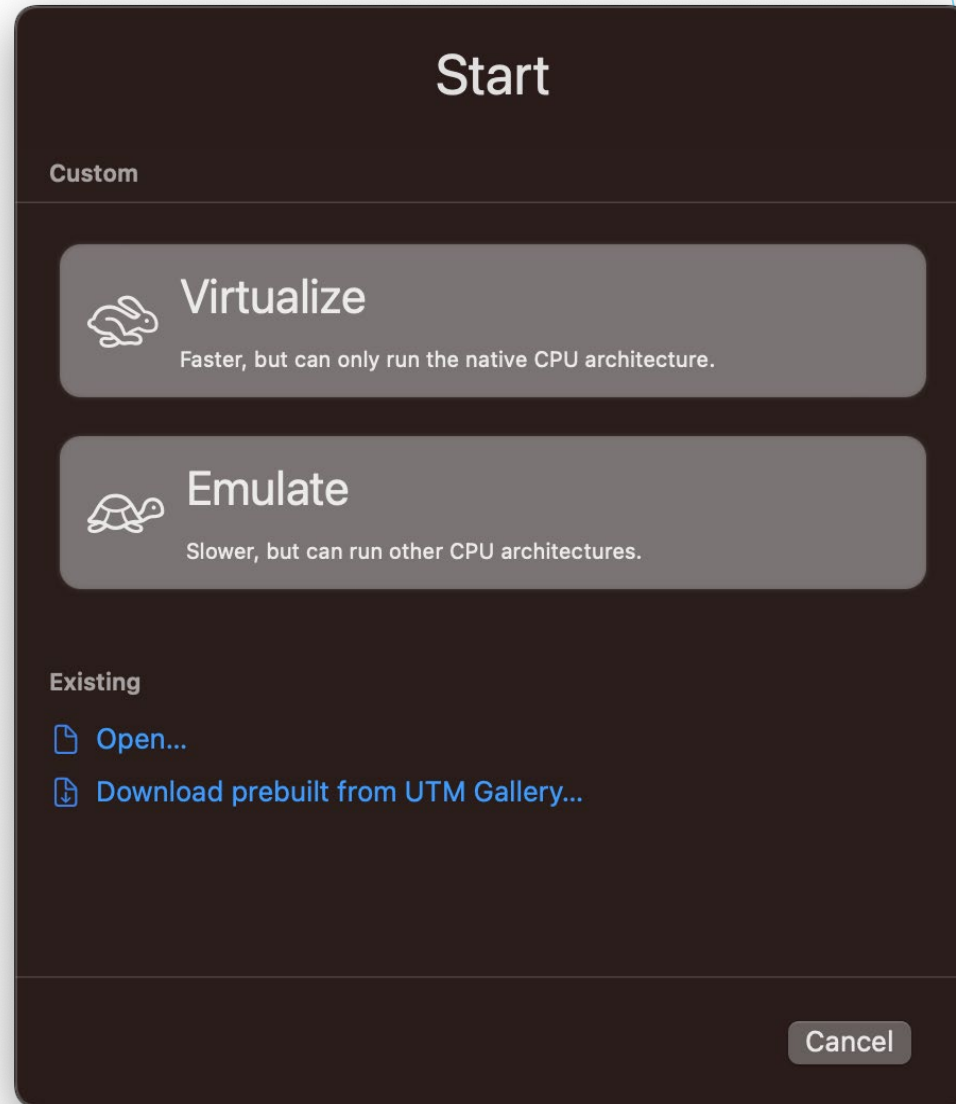 Start
Custom
Virtualize
Faster, but can only run the native CPU architecture.
Emulate
Slower, but can run other CPU architectures.
Existing
Open...
Download prebuilt from UTM Gallery...
Cancel